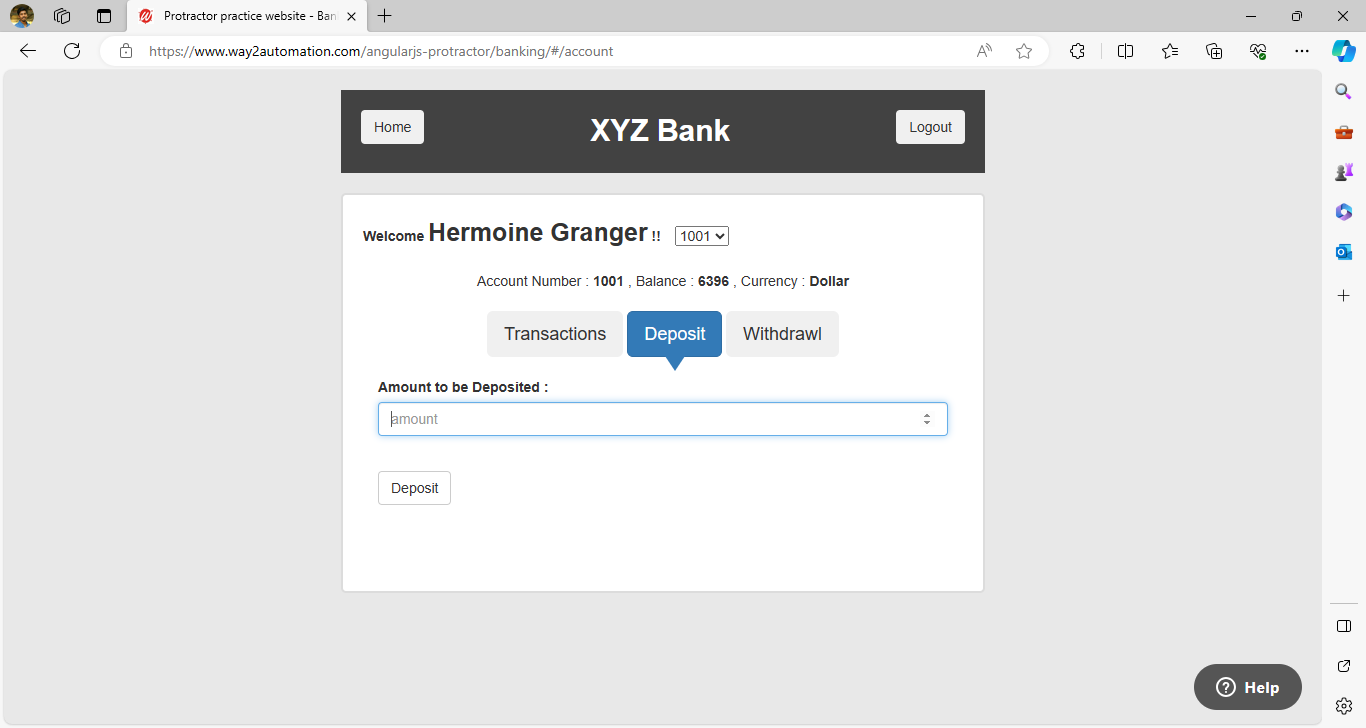 Protractor practice website - Ban
https://www.way2automation.com/angularjs-protractor/banking/#/account
Home
XYZ Bank
Logout
Welcome Hermoine Granger !! 1001
Account Number : 1001 , Balance : 6396 , Currency : Dollar
Transactions Deposit Withdrawl
Amount to be Deposited :
amount
Deposit
Help